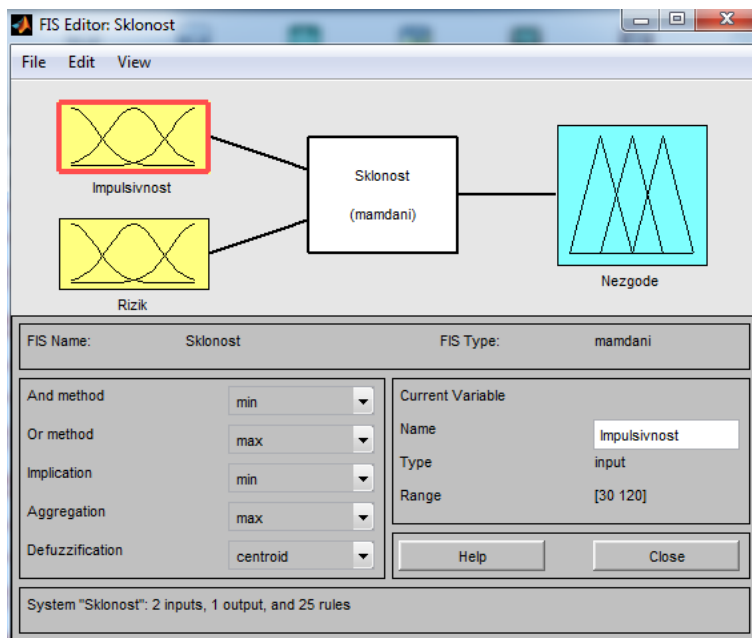 FIS Editor: Sklonost
File Edit View
Impulsivnost
Rizik
Sklonost
(mamdani)
Nezgode
FIS Name: Sklonost FIS Type: mamdani
And method min
Or method max
Implication min
Aggregation max
Defuzzification centroid
Current Variable
Name Impulsivnost
Type input
Range [30 120]
Help Close
System "Sklonost": 2 inputs, 1 output, and 25 rules